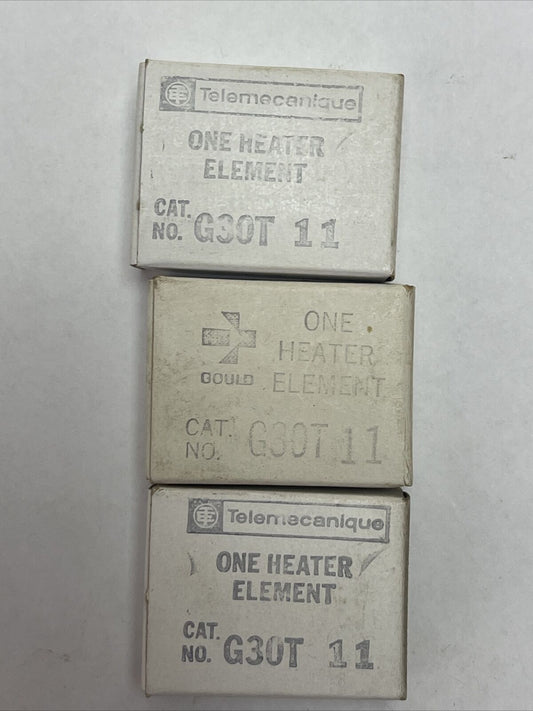 Telemecanique
ONE HEATER
ELEMENT
CAT.
NO. G30T 11
GOULD
ONE
HEATER
ELEMENT
CAT.
NO. G30T 11
Telemecanique
ONE HEATER
ELEMENT
CAT.
NO. G30T 11